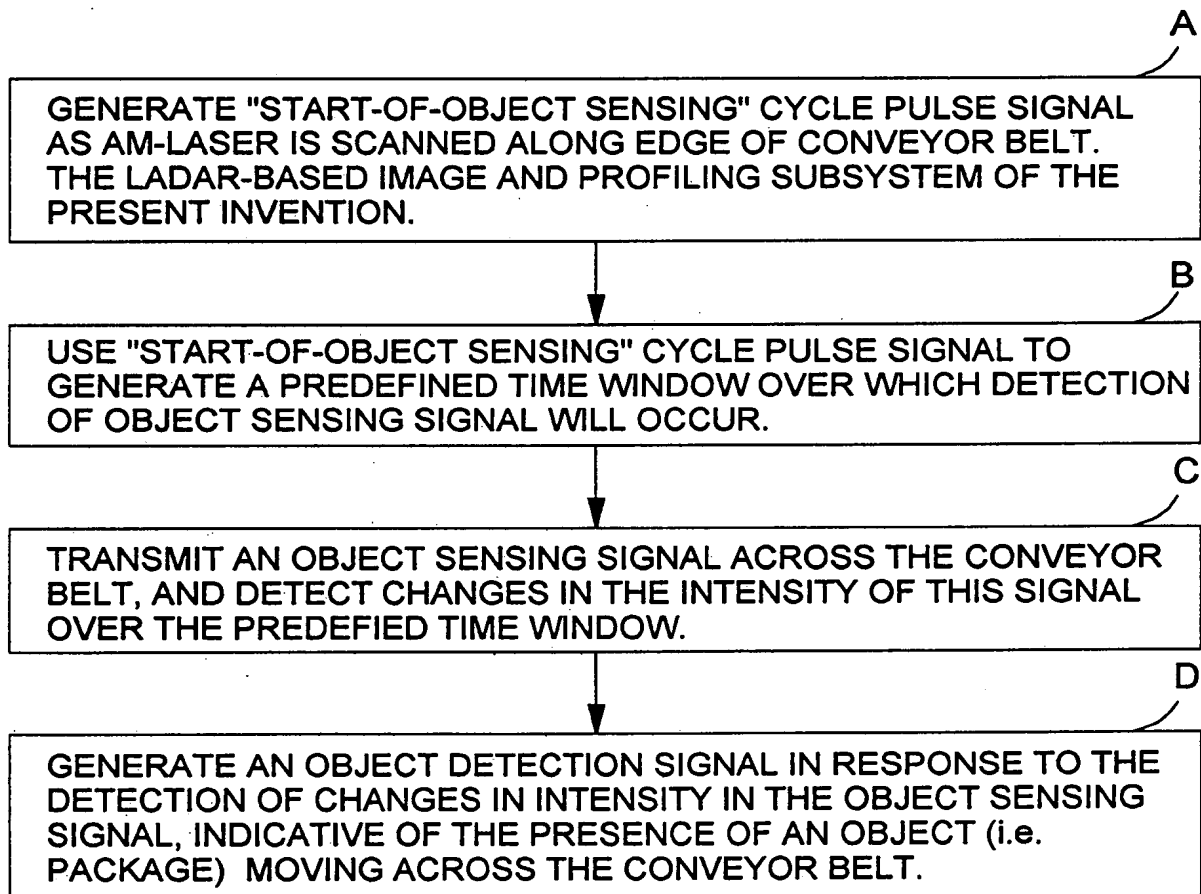 A
GENERATE "START-OF-OBJECT SENSING" CYCLE PULSE SIGNAL
AS AM-LASER IS SCANNED ALONG EDGE OF CONVEYOR BELT.
THE LADAR-BASED IMAGE AND PROFILING SUBSYSTEM OF THE
PRESENT INVENTION.
B
USE "START-OF-OBJECT SENSING" CYCLE PULSE SIGNAL TO
GENERATE A PREDEFINED TIME WINDOW OVER WHICH DETECTION
OF OBJECT SENSING SIGNAL WILL OCCUR.
C
TRANSMIT AN OBJECT SENSING SIGNAL ACROSS THE CONVEYOR
BELT, AND DETECT CHANGES IN THE INTENSITY OF THIS SIGNAL
OVER THE PREDEFIED TIME WINDOW.
D
GENERATE AN OBJECT DETECTION SIGNAL IN RESPONSE TO THE
DETECTION OF CHANGES IN INTENSITY IN THE OBJECT SENSING
SIGNAL, INDICATIVE OF THE PRESENCE OF AN OBJECT (i.e.
PACKAGE) MOVING ACROSS THE CONVEYOR BELT.